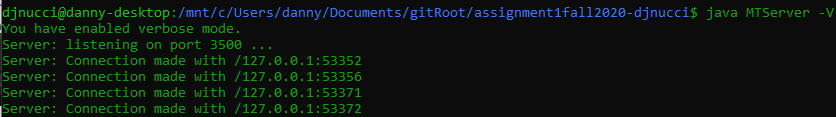 djnucci@danny-desktop:/mnt/c/Users/danny/Documents/gitRoot/assignment1fall2020-djnucci$ java MTServer -V
You have enabled verbose mode.
Server: listening on port 3500 ...
Server: Connection made with /127.0.0.1:53352
Server: Connection made with /127.0.0.1:53356
Server: Connection made with /127.0.0.1:53371
Server: Connection made with /127.0.0.1:53372